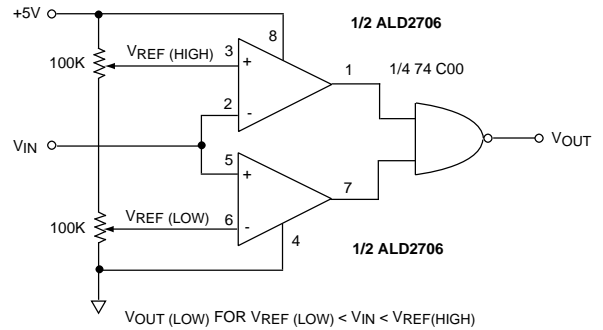 +5V
1/2 ALD2706
8
VREF (HIGH)
3
100K
+
1
1/4 74 C00
2
-
VIN
VOUT
5
+
7
VREF (LOW)
6
-
100K
4
1/2 ALD2706
VOUT (LOW) FOR VREF (LOW) < VIN < VREF(HIGH)